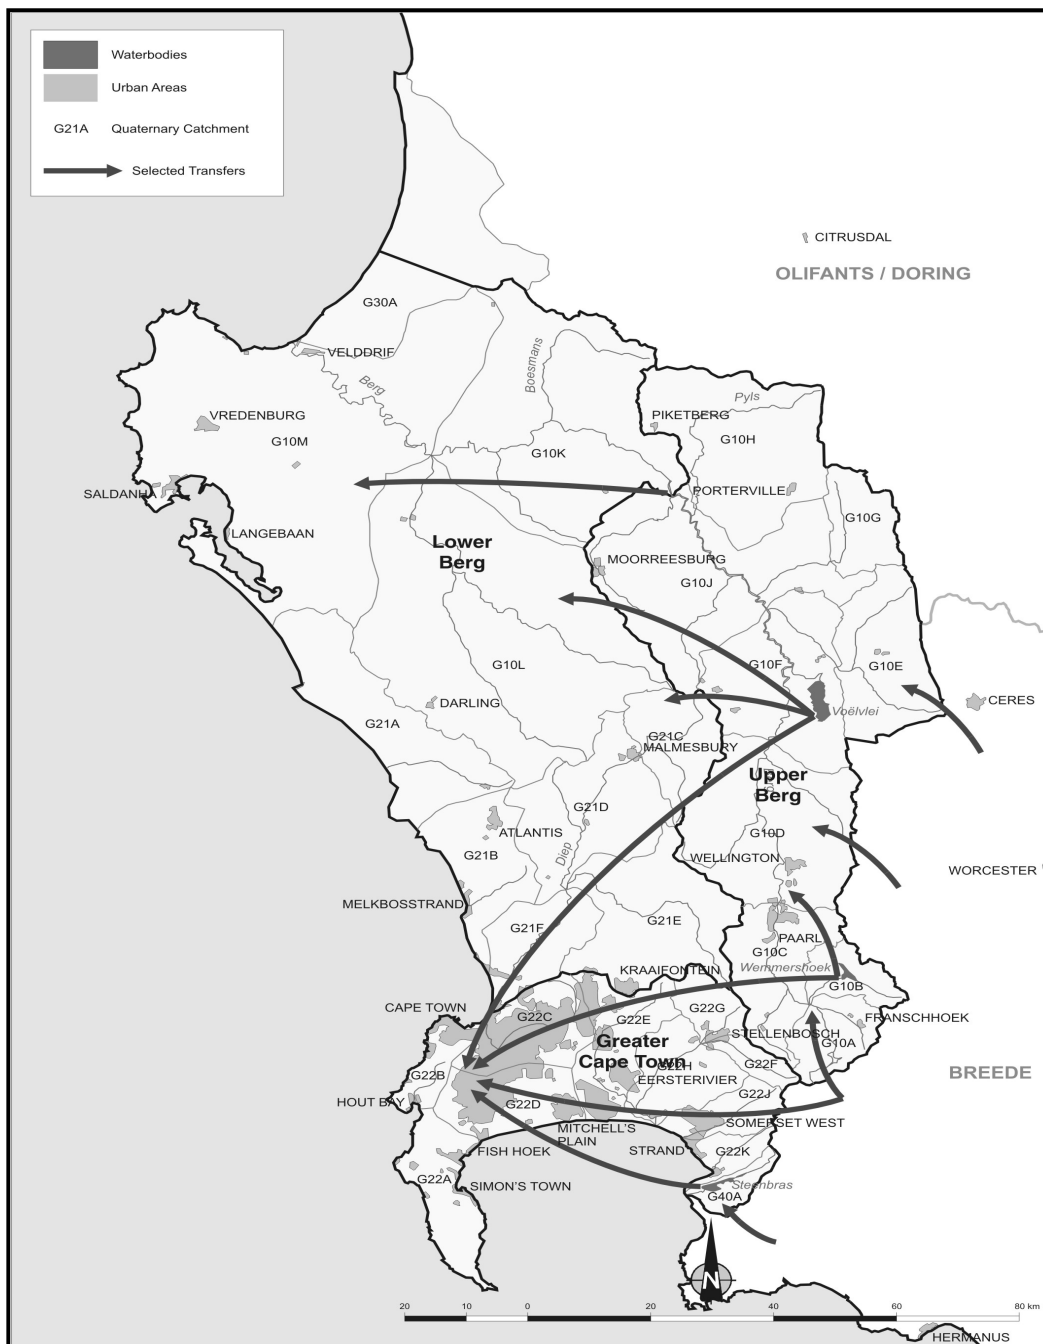 Waterbodies
Urban Areas
G21A Quaternary Catchment
Selected Transfers
CITRUSDAL
OLIFANTS / DORING
G30A
VELDDRIF
Berg
Boesmans
Pyls
VREDENBURG
PIKETBERG
G10M
G10H
G10K
SALDANHA
PORTERVILLE
G10G
LANGEBAAN
Lower
Berg
MOORREESBURG
G10J
G10L
G10F
G10E
DARLING
CERES
Voëlvlei
G21A
G21C
MALMESBURY
Upper
Berg
G21D
ATLANTIS
G10D
Diep
G21B
WELLINGTON
WORCESTER
MELKBOSSTRAND
G21E
G21F
PAARL
G10C
KRAAIFONTEIN
Wemmershoek
G10B
CAPE TOWN
G22C
G22E
G22G
FRANSCHHOEK
STELLENBOSCH
Greater
Cape Town
G10A
G22H
G22F
G22B
EERSTERIVIER
BREEDE
HOUT BAY
G22D
G22J
MITCHELL'S
PLAIN
SOMERSET WEST
FISH HOEK
STRAND
G22K
G22A
SIMON'S TOWN
Steenbras
G40A
N
20 10 0 20 40 60 80 km
HERMANUS